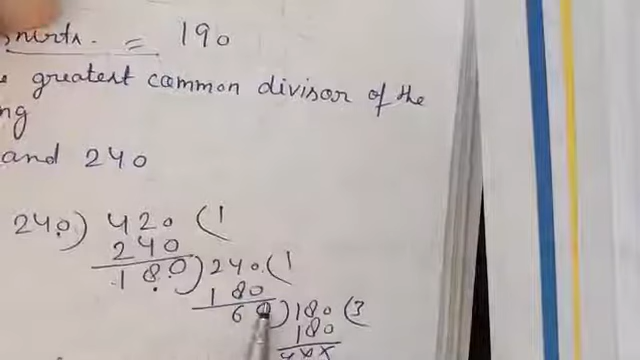 = 190
greatest common divisor of the
and 240
240) 420 (1
240
180) 240 (1
180
60) 180 (3
180
xxx